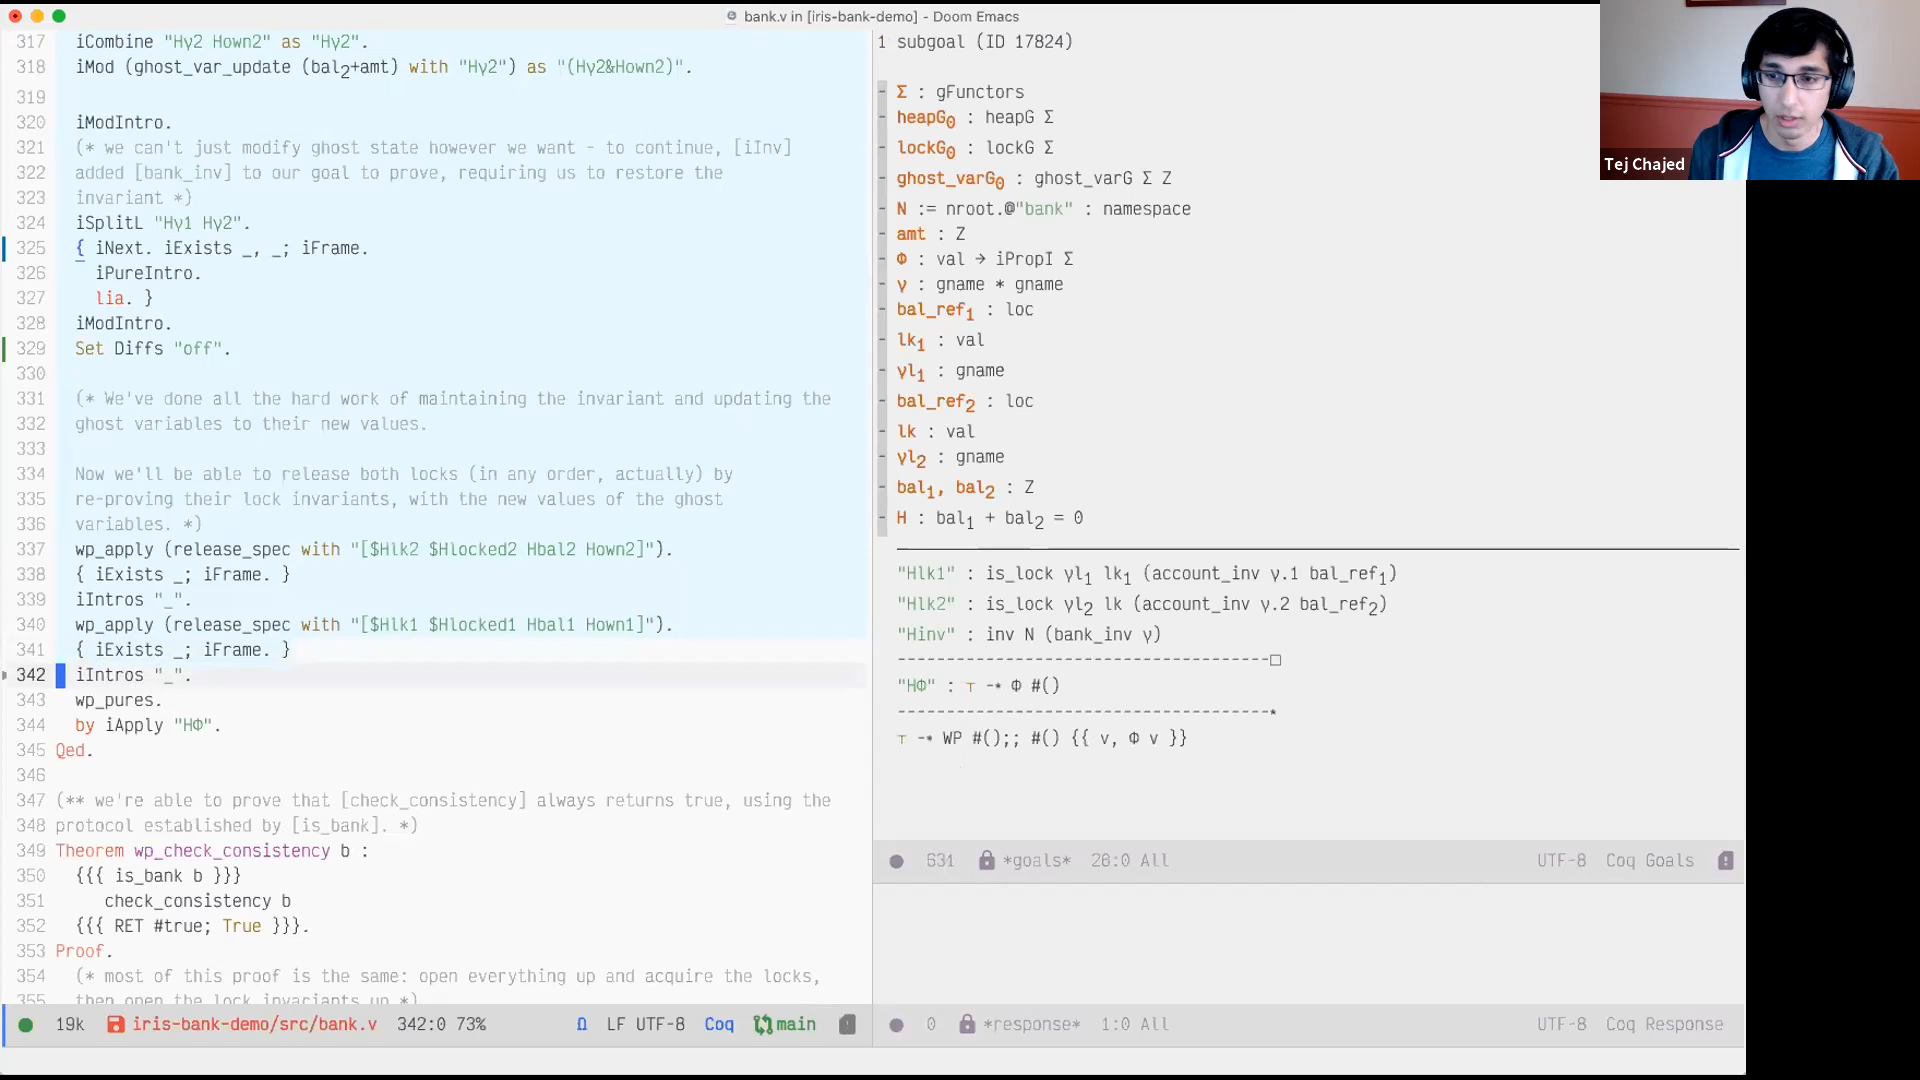 bank.v in [iris-bank-demo] - Doom Emacs
317 iCombine "Hγ2 Hown2" as "Hγ2".
318 iMod (ghost_var_update (bal2+amt) with "Hγ2") as "(Hγ2&Hown2)".
319
320 iModIntro.
321 (* we can't just modify ghost state however we want - to continue, [iInv]
322 added [bank_inv] to our goal to prove, requiring us to restore the
323 invariant *)
324 iSplitL "Hγ1 Hγ2".
325 { iNext. iExists _, _; iFrame.
326 iPureIntro.
327 lia. }
328 iModIntro.
329 Set Diffs "off".
330
331 (* We've done all the hard work of maintaining the invariant and updating the
332 ghost variables to their new values.
333
334 Now we'll be able to release both locks (in any order, actually) by
335 re-proving their lock invariants, with the new values of the ghost
336 variables. *)
337 wp_apply (release_spec with "[$Hlk2 $Hlocked2 Hbal2 Hown2]").
338 { iExists _; iFrame. }
339 iIntros "_".
340 wp_apply (release_spec with "[$Hlk1 $Hlocked1 Hbal1 Hown1]").
341 { iExists _; iFrame. }
342 iIntros "_".
343 wp_pures.
344 by iApply "HΦ".
345 Qed.
346
347 (** we're able to prove that [check_consistency] always returns true, using the
348 protocol established by [is_bank]. *)
349 Theorem wp_check_consistency b :
350 {{{ is_bank b }}}
351 check_consistency b
352 {{{ RET #true; True }}}.
353 Proof.
354 (* most of this proof is the same: open everything up and acquire the locks,
355 then open the lock invariants up *)
19k iris-bank-demo/src/bank.v 342:0 73% Ω LF UTF-8 Coq main
1 subgoal (ID 17824)
- Σ : gFunctors
- heapG0 : heapG Σ
- lockG0 : lockG Σ
- ghost_varG0 : ghost_varG Σ Z
- N := nroot.@"bank" : namespace
- amt : Z
- Φ : val → iPropI Σ
- γ : gname * gname
- bal_ref1 : loc
- lk1 : val
- γl1 : gname
- bal_ref2 : loc
- lk : val
- γl2 : gname
- bal1, bal2 : Z
- H : bal1 + bal2 = 0
"Hlk1" : is_lock γl1 lk1 (account_inv γ.1 bal_ref1)
"Hlk2" : is_lock γl2 lk (account_inv γ.2 bal_ref2)
"Hinv" : inv N (bank_inv γ)
--------------------------------------□
"HΦ" : ⊤ -∗ Φ #()
--------------------------------------∗
⊤ -∗ WP #();; #() {{ v, Φ v }}
631 *goals* 28:0 All UTF-8 Coq Goals
0 *response* 1:0 All UTF-8 Coq Response
Tej Chajed